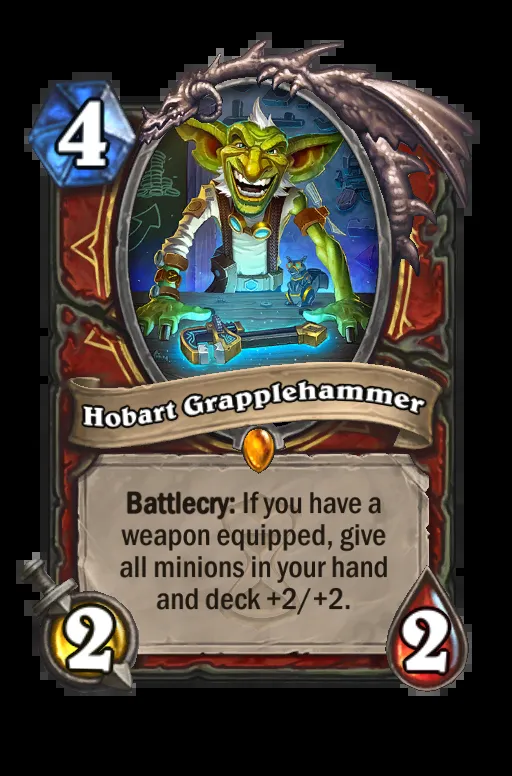 4
Hobart Grapplehammer
Battlecry: If you have a
weapon equipped, give
all minions in your hand
and deck +2/+2.
2
2